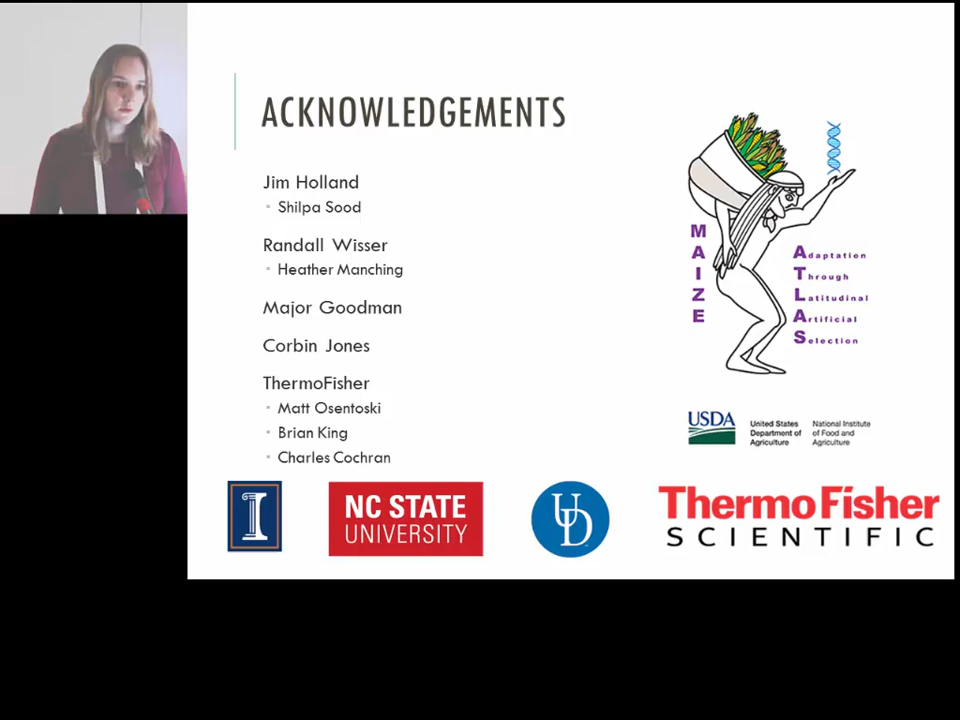 ACKNOWLEDGEMENTS
Jim Holland
Shilpa Sood
Randall Wisser
Heather Manching
Major Goodman
Corbin Jones
ThermoFisher
Matt Osentoski
Brian King
Charles Cochran
MAIZE
Adaptation
Through
Latitudinal
Artificial
Selection
USDA
United States
Department of
Agriculture
National Institute
of Food and
Agriculture
I
NC STATE
UNIVERSITY
UD
ThermoFisher
SCIENTIFIC